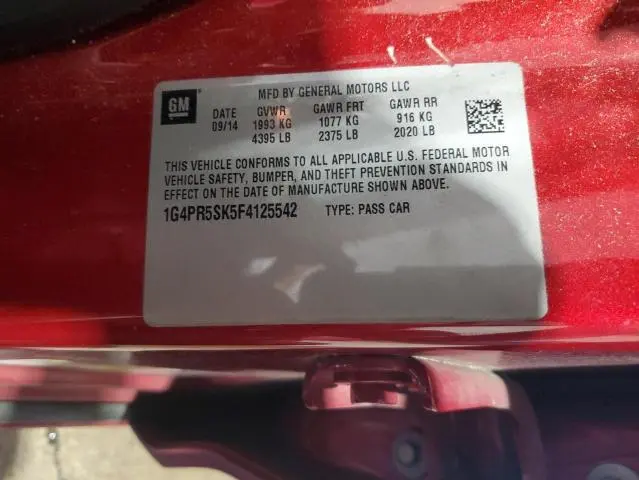 GM
MFD BY GENERAL MOTORS LLC
DATE GVWR GAWR FRT GAWR RR
09/14 1993 KG 1077 KG 916 KG
4395 LB 2375 LB 2020 LB
THIS VEHICLE CONFORMS TO ALL APPLICABLE U.S. FEDERAL MOTOR
VEHICLE SAFETY, BUMPER, AND THEFT PREVENTION STANDARDS IN
EFFECT ON THE DATE OF MANUFACTURE SHOWN ABOVE.
1G4PR5SK5F4125542 TYPE: PASS CAR